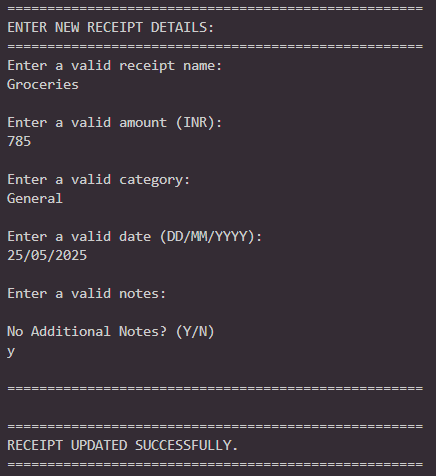 ====================================================
ENTER NEW RECEIPT DETAILS:
====================================================
Enter a valid receipt name:
Groceries
Enter a valid amount (INR):
785
Enter a valid category:
General
Enter a valid date (DD/MM/YYYY):
25/05/2025
Enter a valid notes:
No Additional Notes? (Y/N)
y
====================================================
====================================================
RECEIPT UPDATED SUCCESSFULLY.
====================================================